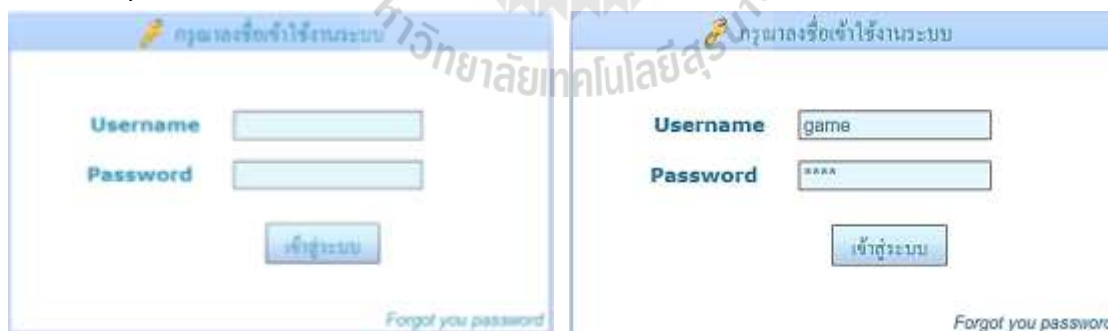 กรุณาลงชื่อเข้าใช้งานระบบ
Username
Password
เข้าสู่ระบบ
Forgot you password
กรุณาลงชื่อเข้าใช้งานระบบ
Username game
Password ****
เข้าสู่ระบบ
Forgot you password